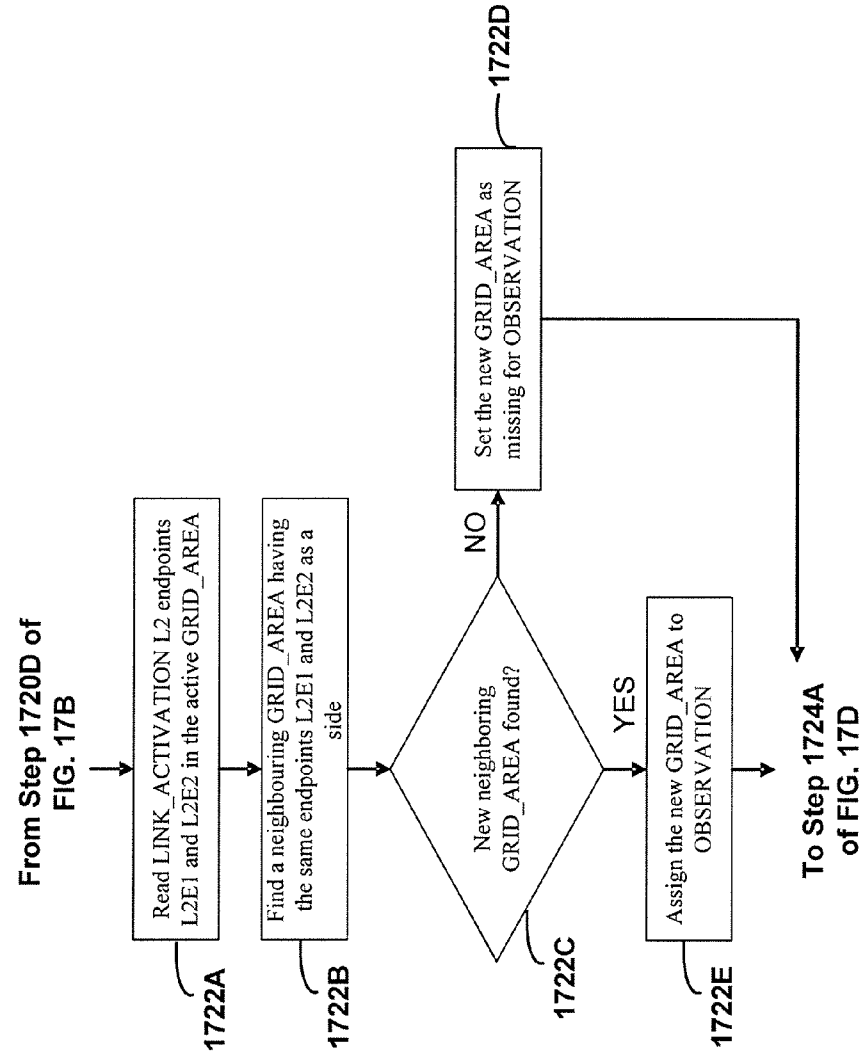 From Step 1720D of
FIG. 17B
Read LINK_ACTIVATION L2 endpoints
L2E1 and L2E2 in the active GRID_AREA
1722A
Find a neighbouring GRID_AREA having
the same endpoints L2E1 and L2E2 as a
side
1722B
New neighboring
GRID_AREA found?
1722C
NO
Set the new GRID_AREA as
missing for OBSERVATION
1722D
YES
Assign the new GRID_AREA to
OBSERVATION
1722E
To Step 1724A
of FIG. 17D